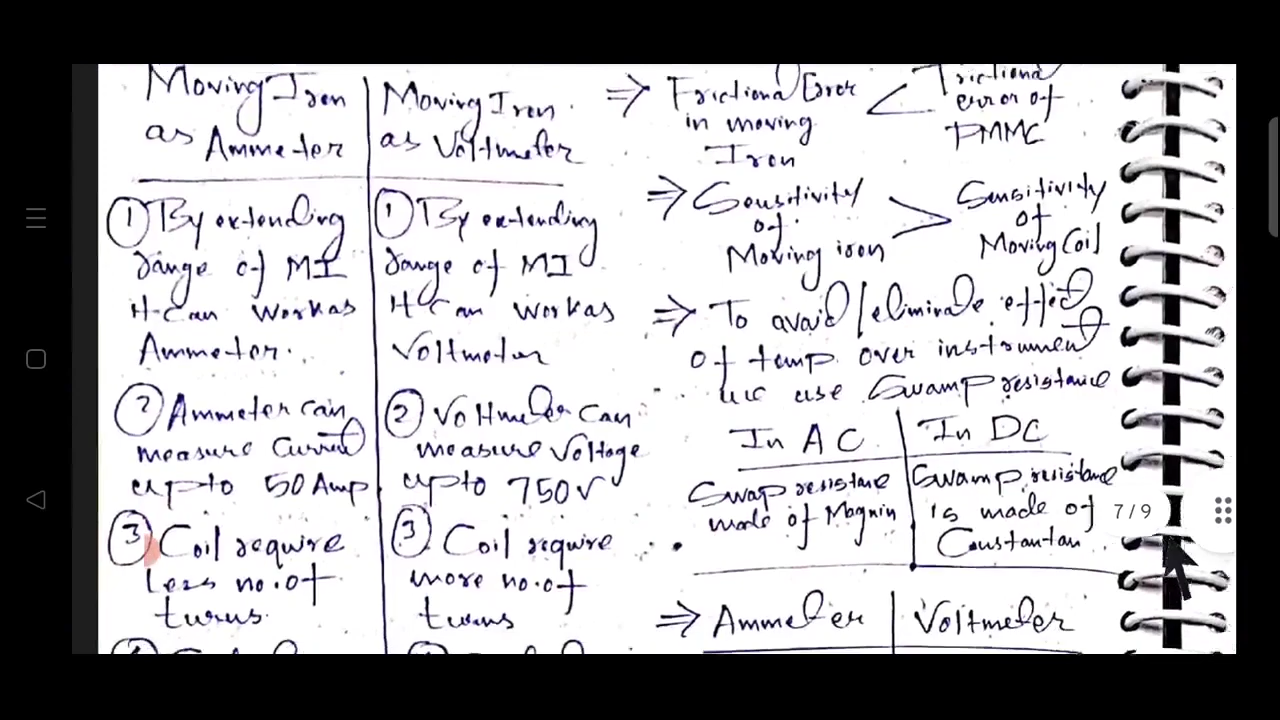 Moving Iron
as Ammeter
① By extending
range of MI
It Can Work as
Ammeter.
② Ammeter can
measure Current
upto 50 Amp
③ Coil require
less no. of
turns.
Moving Iron
as Voltmeter
① By extending
range of MI
It Can Work as
Voltmeter
② Voltmeter Can
measure Voltage
upto 750 V
③ Coil require
more no. of
turns
⇒ Frictional Error < Frictional
in moving error of
Iron PMMC
⇒ Sensitivity > Sensitivity
of of
Moving iron Moving Coil
⇒ To avoid/eliminate effect
of temp. over instrument
we use Swamp resistance
In AC
Swap resistance
made of Magnin
In DC
Swamp resistance
is made of
Constantan
⇒ Ammeter Voltmeter
7/9